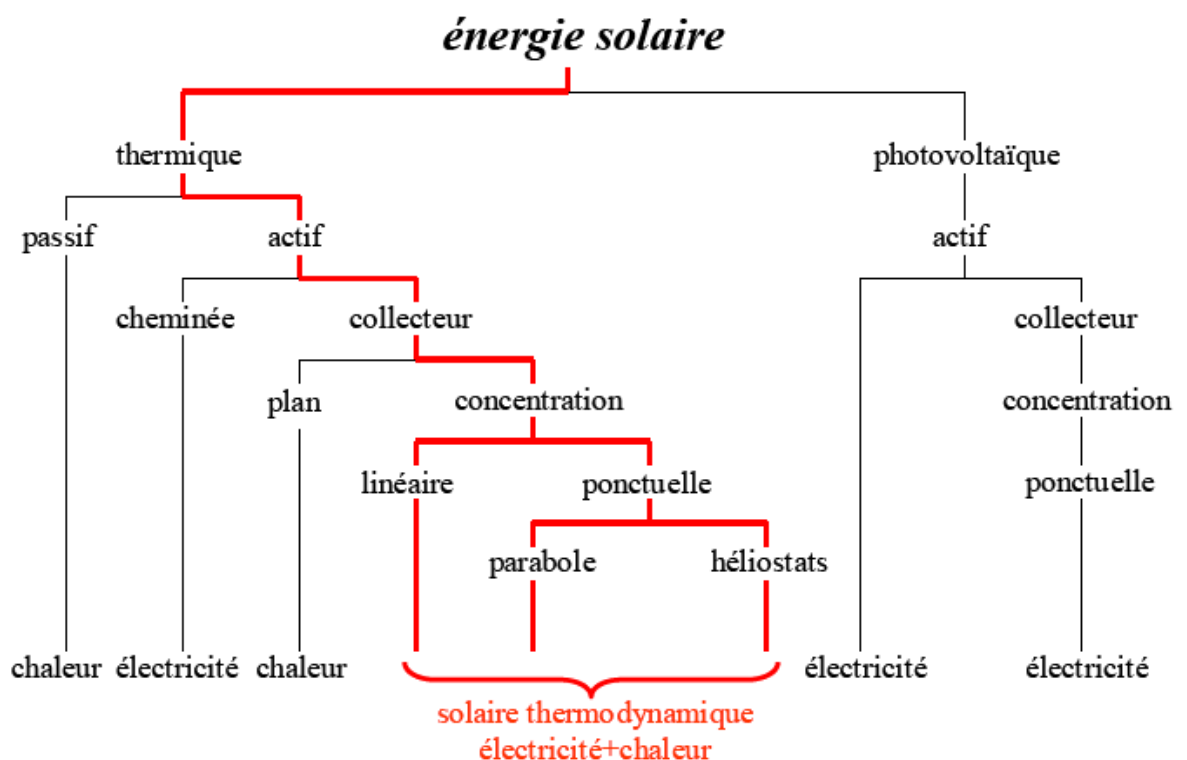 énergie solaire
thermique
photovoltaïque
passif
actif
actif
cheminée
collecteur
collecteur
plan
concentration
concentration
linéaire
ponctuelle
ponctuelle
parabole
héliostats
chaleur
électricité
chaleur
électricité
électricité
solaire thermodynamique
électricité+chaleur